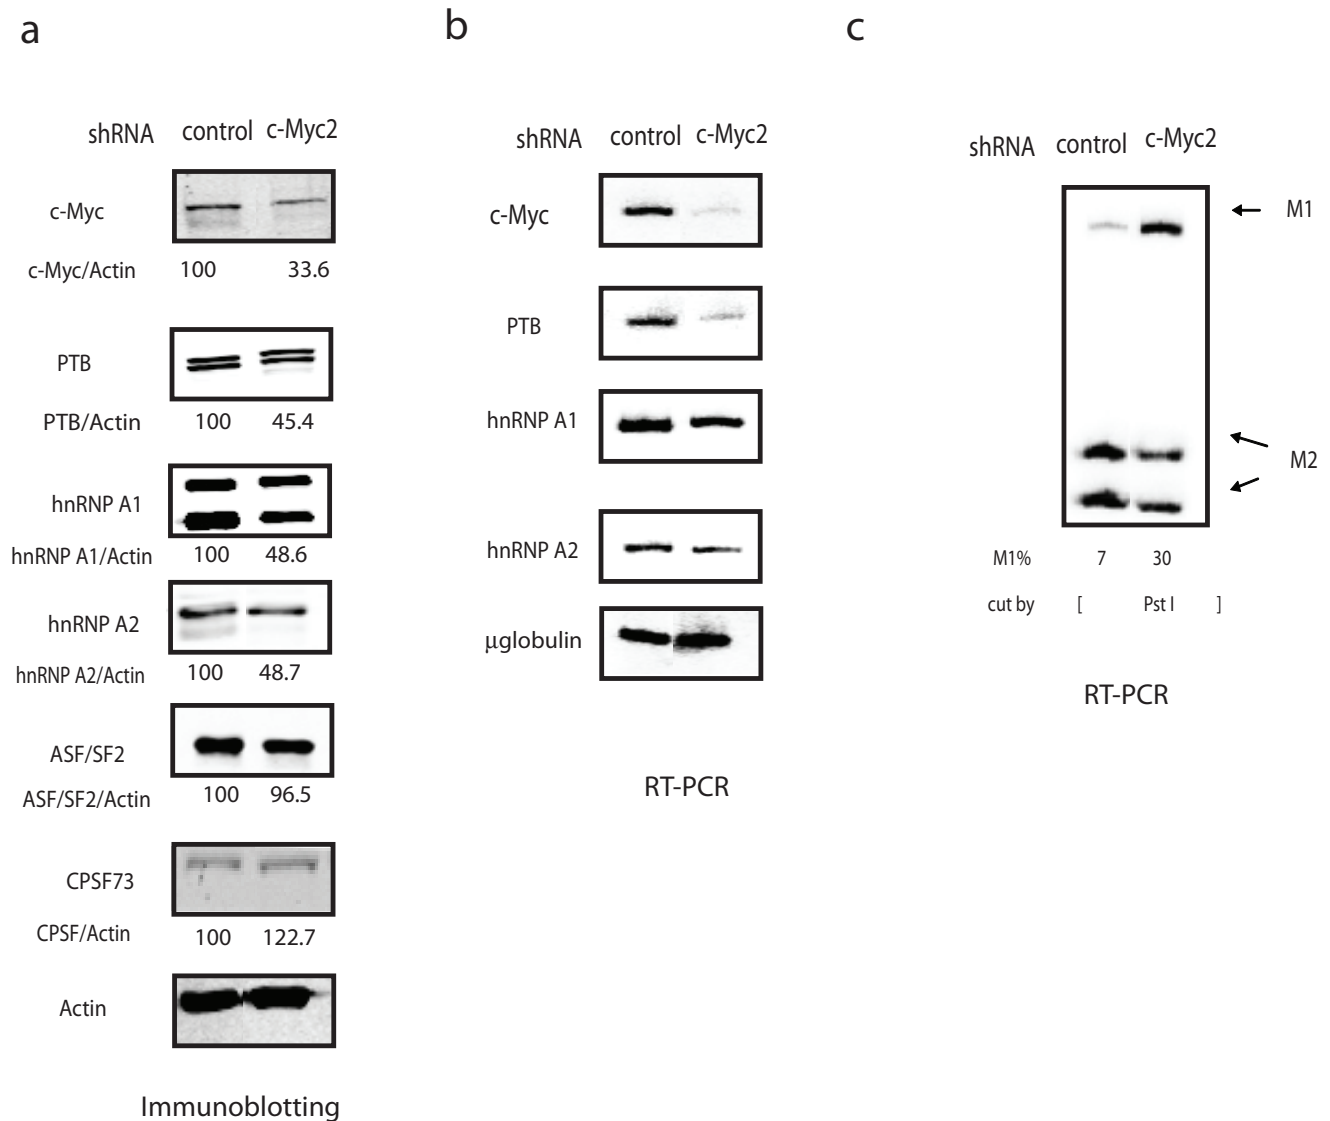 a
shRNA control c-Myc2
c-Myc
c-Myc/Actin 100 33.6
PTB
PTB/Actin 100 45.4
hnRNP A1
hnRNP A1/Actin 100 48.6
hnRNP A2
hnRNP A2/Actin 100 48.7
ASF/SF2
ASF/SF2/Actin 100 96.5
CPSF73
CPSF/Actin 100 122.7
Actin
Immunoblotting
b
shRNA control c-Myc2
c-Myc
PTB
hnRNP A1
hnRNP A2
μglobulin
RT-PCR
c
shRNA control c-Myc2
M1
M2
M1% 7 30
cut by [ Pst I ]
RT-PCR